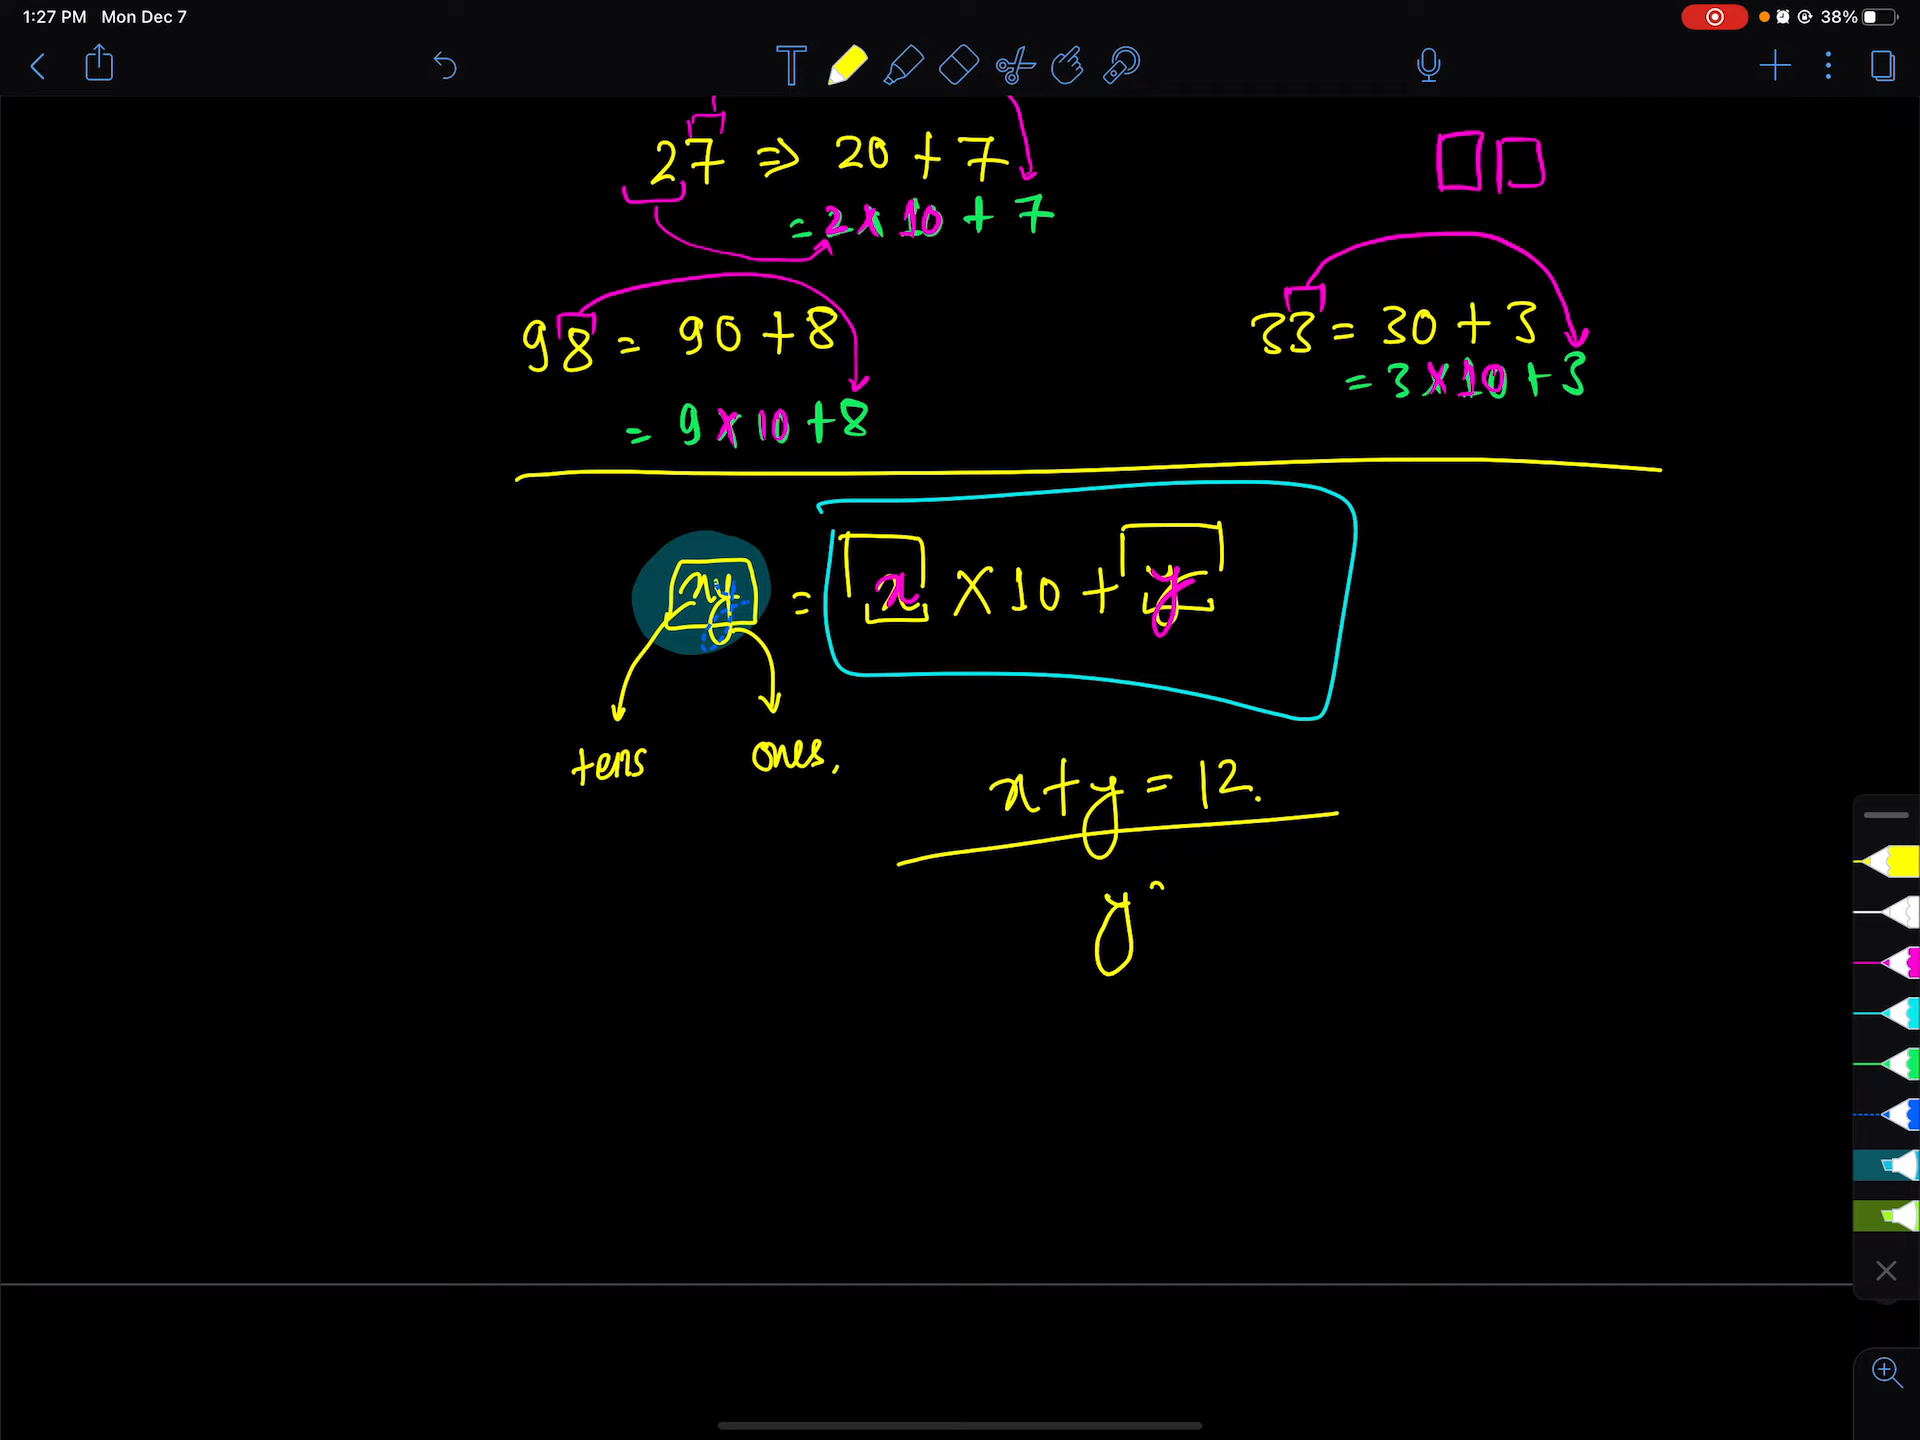 1:27 PM Mon Dec 7
38%
T
27 ⇒ 20 + 7
= 2 × 10 + 7
98 = 90 + 8
= 9 × 10 + 8
33 = 30 + 3
= 3 × 10 + 3
xy = x × 10 + y
tens ones.
x + y = 12.
y